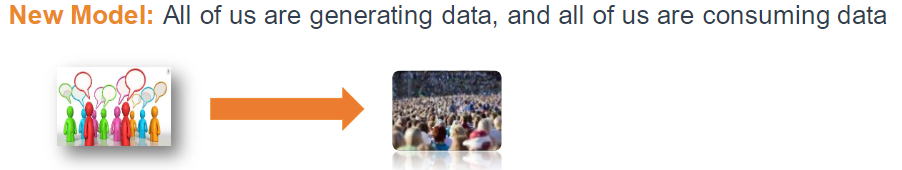 New Model: All of us are generating data, and all of us are consuming data